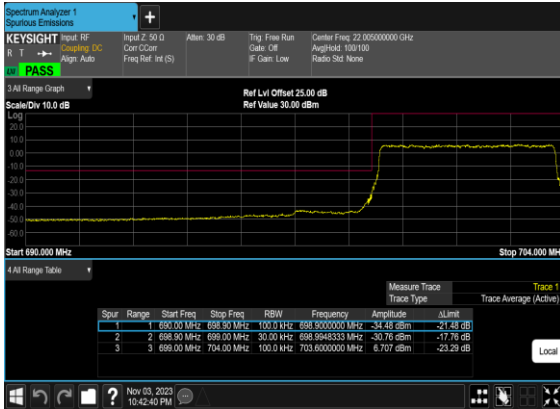 Spectrum Analyzer 1
Spurious Emissions
+
KEYSIGHT Input: RF Input Z: 50 Ω Atten: 30 dB Trig: Free Run Center Freq: 22.005000000 GHz
R T Coupling: DC Corr CCorr Gate: Off Avg|Hold: 100/100
Align: Auto Freq Ref: Int (S) IF Gain: Low Radio Std: None
PASS
3 All Range Graph
Ref Lvl Offset 25.00 dB
Scale/Div 10.0 dB Ref Value 30.00 dBm
Log
20.0
10.0
0.00
-10.0
-20.0
-30.0
-40.0
-50.0
-60.0
Start 690.000 MHz Stop 704.000 MH
4 All Range Table
Measure Trace Trace 1
Trace Type Trace Average (Active)
Spur Range Start Freq Stop Freq RBW Frequency Amplitude ΔLimit
1 1 690.00 MHz 698.90 MHz 100.0 kHz 698.9000000 MHz -34.48 dBm -21.48 dB
2 2 698.90 MHz 699.00 MHz 30.00 kHz 698.9948333 MHz -30.76 dBm -17.76 dB
3 3 699.00 MHz 704.00 MHz 100.0 kHz 703.6000000 MHz 6.707 dBm -23.29 dB
Local
?
Nov 03, 2023
10:42:40 PM